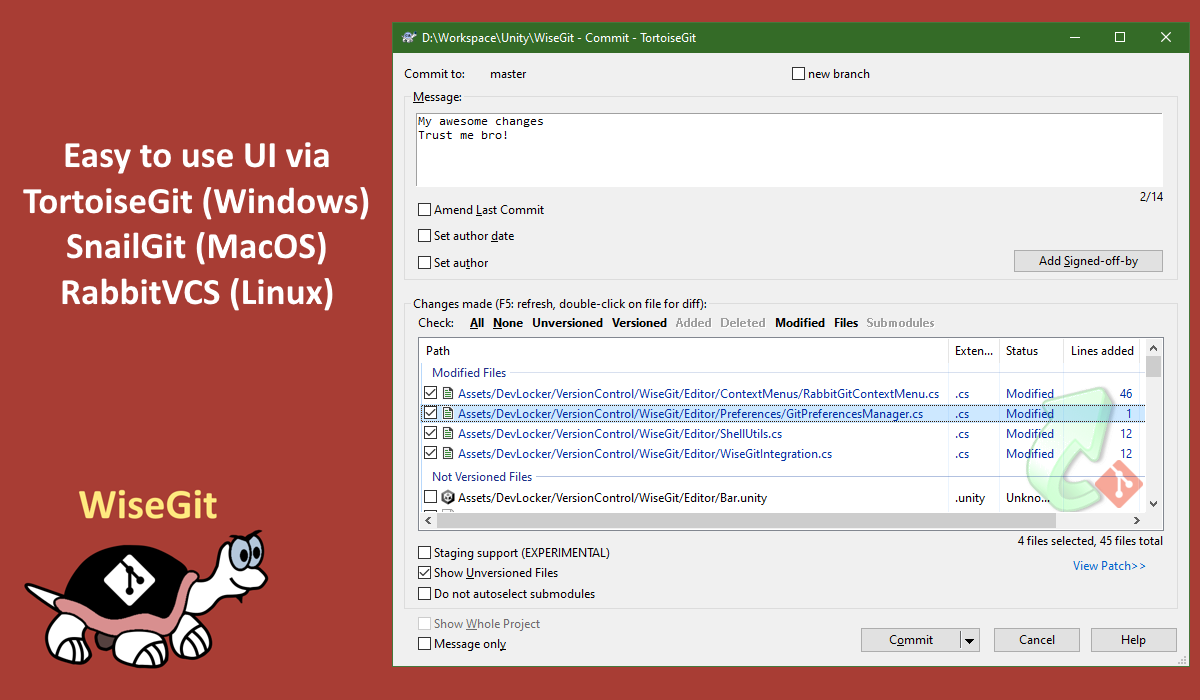 Easy to use UI via
TortoiseGit (Windows)
SnailGit (MacOS)
RabbitVCS (Linux)
WiseGit
D:\Workspace\Unity\WiseGit - Commit - TortoiseGit
Commit to: master new branch
Message:
My awesome changes
Trust me bro!
2/14
Amend Last Commit
Set author date
Set author
Add Signed-off-by
Changes made (F5: refresh, double-click on file for diff):
Check: All None Unversioned Versioned Added Deleted Modified Files Submodules
Path Exten... Status Lines added
Modified Files
Assets/DevLocker/VersionControl/WiseGit/Editor/ContextMenus/RabbitGitContextMenu.cs .cs Modified 46
Assets/DevLocker/VersionControl/WiseGit/Editor/Preferences/GitPreferencesManager.cs .cs Modified 1
Assets/DevLocker/VersionControl/WiseGit/Editor/ShellUtils.cs .cs Modified 12
Assets/DevLocker/VersionControl/WiseGit/Editor/WiseGitIntegration.cs .cs Modified 12
Not Versioned Files
Assets/DevLocker/VersionControl/WiseGit/Editor/Bar.unity .unity Unkno...
4 files selected, 45 files total
View Patch>>
Staging support (EXPERIMENTAL)
Show Unversioned Files
Do not autoselect submodules
Show Whole Project
Message only
Commit Cancel Help